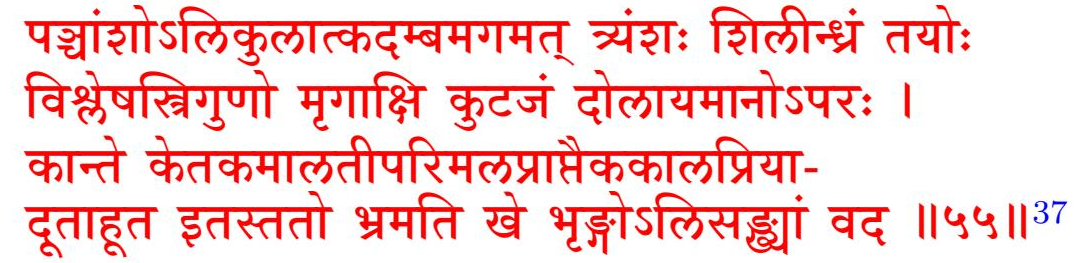 पञ्चांशोऽलिकुलात्कदम्बमगमत् त्र्यंशः शिलीन्ध्रं तयोः
विश्लेषस्त्रिगुणो मृगाक्षि कुटजं दोलायमानोऽपरः ।
कान्ते केतकमालतीपरिमलप्राप्तैककालप्रिया-
दूताहूत इतस्ततो भ्रमति खे भृङ्गोऽलिसङ्ख्यां वद ॥५५॥37